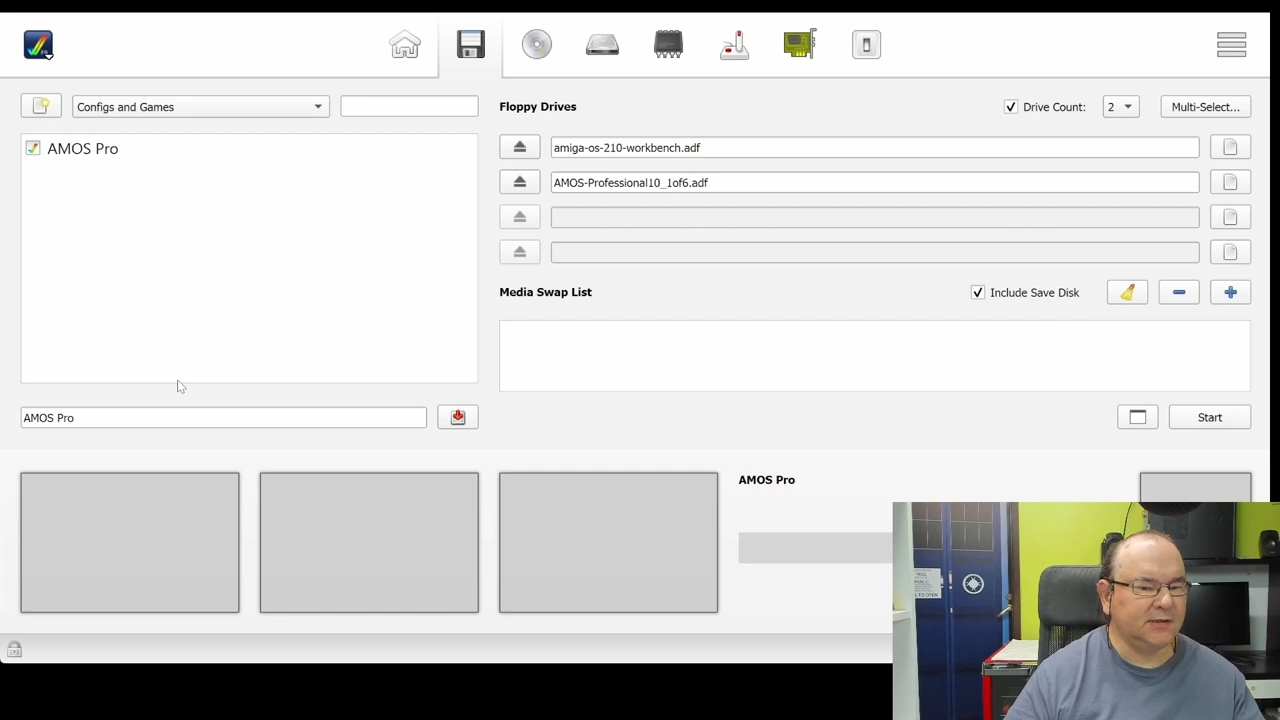 Configs and Games
AMOS Pro
AMOS Pro
Floppy Drives
Drive Count:
2
Multi-Select...
amiga-os-210-workbench.adf
AMOS-Professional10_1of6.adf
Media Swap List
Include Save Disk
Start
AMOS Pro